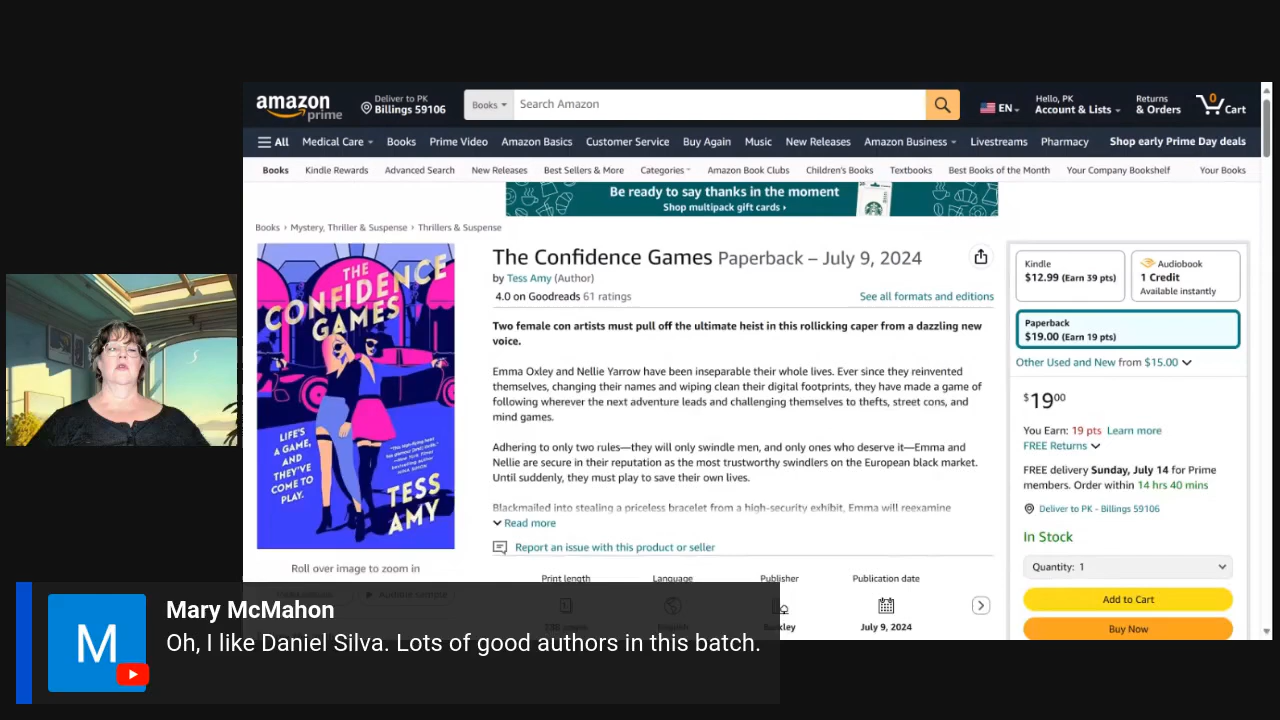 amazon
prime
Deliver to PK
Billings 59106
Books
Search Amazon
EN
Hello, PK
Account & Lists
Returns
& Orders
0
Cart
All
Medical Care
Books
Prime Video
Amazon Basics
Customer Service
Buy Again
Music
New Releases
Amazon Business
Livestreams
Pharmacy
Shop early Prime Day deals
Books
Kindle Rewards
Advanced Search
New Releases
Best Sellers & More
Categories
Amazon Book Clubs
Children's Books
Textbooks
Best Books of the Month
Your Company Bookshelf
Your Books
Be ready to say thanks in the moment
Shop multipack gift cards ›
Books › Mystery, Thriller & Suspense › Thrillers & Suspense
THE
CONFIDENCE
GAMES
LIFE'S
A GAME,
AND
THEY'VE
COME TO
PLAY.
TESS
AMY
Roll over image to zoom in
Audible sample
The Confidence Games Paperback – July 9, 2024
by Tess Amy (Author)
4.0 on Goodreads 61 ratings
See all formats and editions
Two female con artists must pull off the ultimate heist in this rollicking caper from a dazzling new
voice.
Emma Oxley and Nellie Yarrow have been inseparable their whole lives. Ever since they reinvented
themselves, changing their names and wiping clean their digital footprints, they have made a game of
following wherever the next adventure leads and challenging themselves to thefts, street cons, and
mind games.
Adhering to only two rules—they will only swindle men, and only ones who deserve it—Emma and
Nellie are secure in their reputation as the most trustworthy swindlers on the European black market.
Until suddenly, they must play to save their own lives.
Blackmailed into stealing a priceless bracelet from a high-security exhibit, Emma will reexamine
Read more
Report an issue with this product or seller
Print length
Language
Publisher
Publication date
English
July 9, 2024
Kindle
$12.99 (Earn 39 pts)
Audiobook
1 Credit
Available instantly
Paperback
$19.00 (Earn 19 pts)
Other Used and New from $15.00
$1900
You Earn: 19 pts Learn more
FREE Returns
FREE delivery Sunday, July 14 for Prime
members. Order within 14 hrs 40 mins
Deliver to PK - Billings 59106
In Stock
Quantity: 1
Add to Cart
Buy Now
M
Mary McMahon
Oh, I like Daniel Silva. Lots of good authors in this batch.